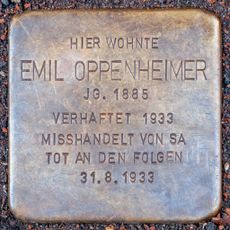 HIER WOHNTE
EMIL OPPENHEIMER
JG. 1885
VERHAFTET 1933
MISSHANDELT VON SA
TOT AN DEN FOLGEN
31.8.1933